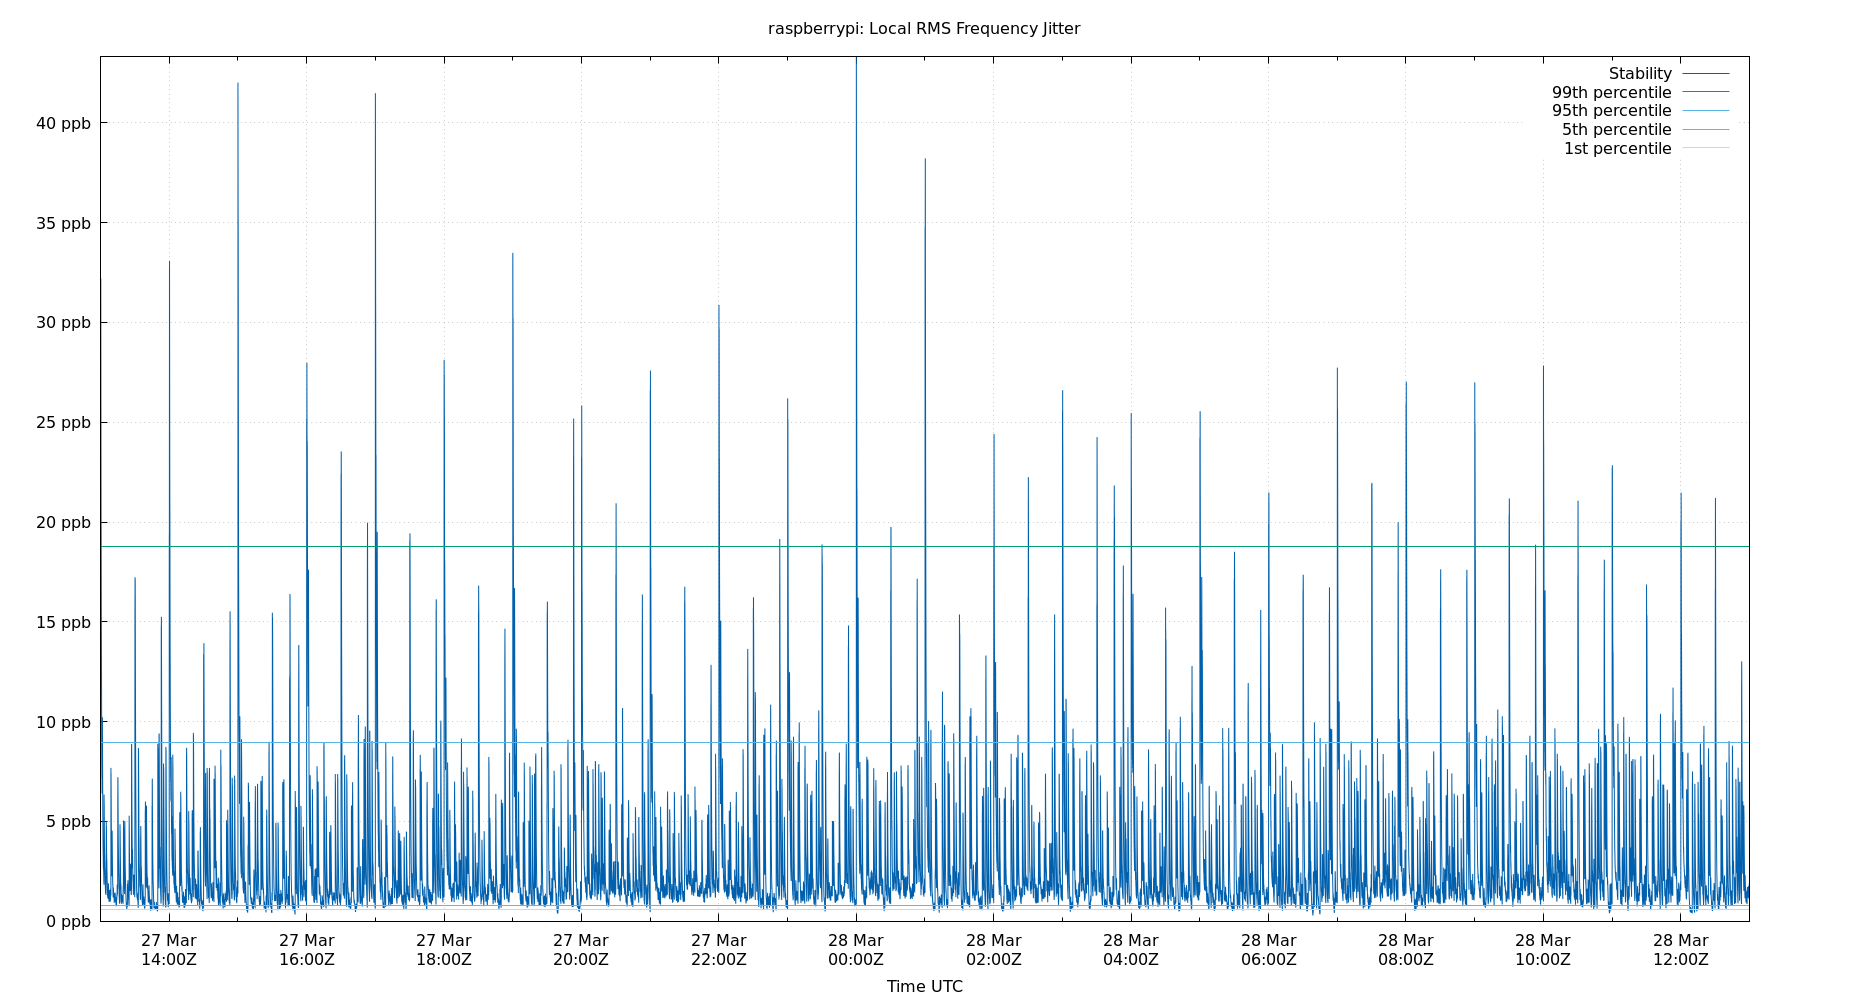 raspberrypi: Local RMS Frequency Jitter
Stability
99th percentile
95th percentile
5th percentile
1st percentile
40 ppb
35 ppb
30 ppb
25 ppb
20 ppb
15 ppb
10 ppb
5 ppb
0 ppb
27 Mar 27 Mar 27 Mar 27 Mar 27 Mar 28 Mar 28 Mar 28 Mar 28 Mar 28 Mar 28 Mar 28 Mar
14:00Z 16:00Z 18:00Z 20:00Z 22:00Z 00:00Z 02:00Z 04:00Z 06:00Z 08:00Z 10:00Z 12:00Z
Time UTC